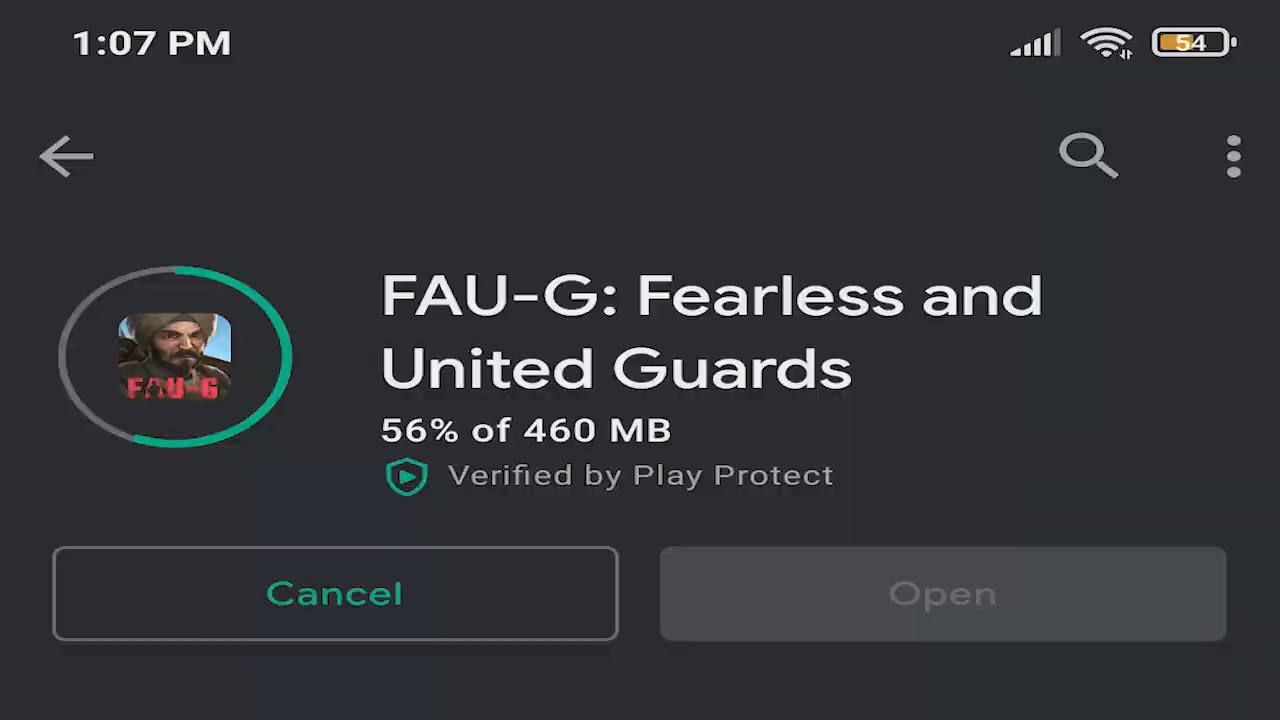 1:07 PM
54
FAU-G: Fearless and
United Guards
FAU-G
56% of 460 MB
Verified by Play Protect
Cancel
Open